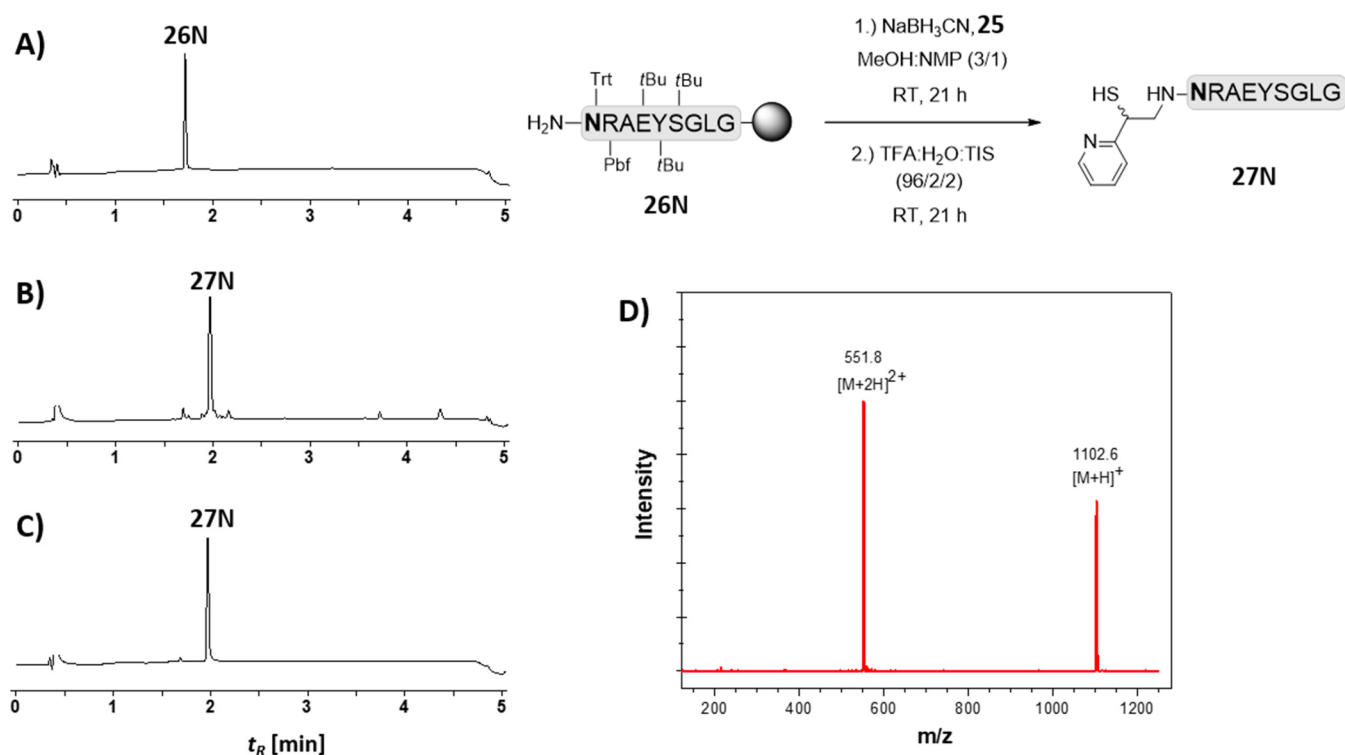 A)
26N
0 1 2 3 4 5
1.) NaBH3CN, 25
MeOH:NMP (3/1)
RT, 21 h
2.) TFA:H2O:TIS
(96/2/2)
RT, 21 h
Trt tBu tBu
H2N NRAEYSGLG
Pbf tBu
26N
HS HN NRAEYSGLG
N
27N
B)
27N
0 1 2 3 4 5
C)
27N
0 1 2 3 4 5
tR [min]
D)
551.8
[M+2H]2+
1102.6
[M+H]+
Intensity
200 400 600 800 1000 1200
m/z